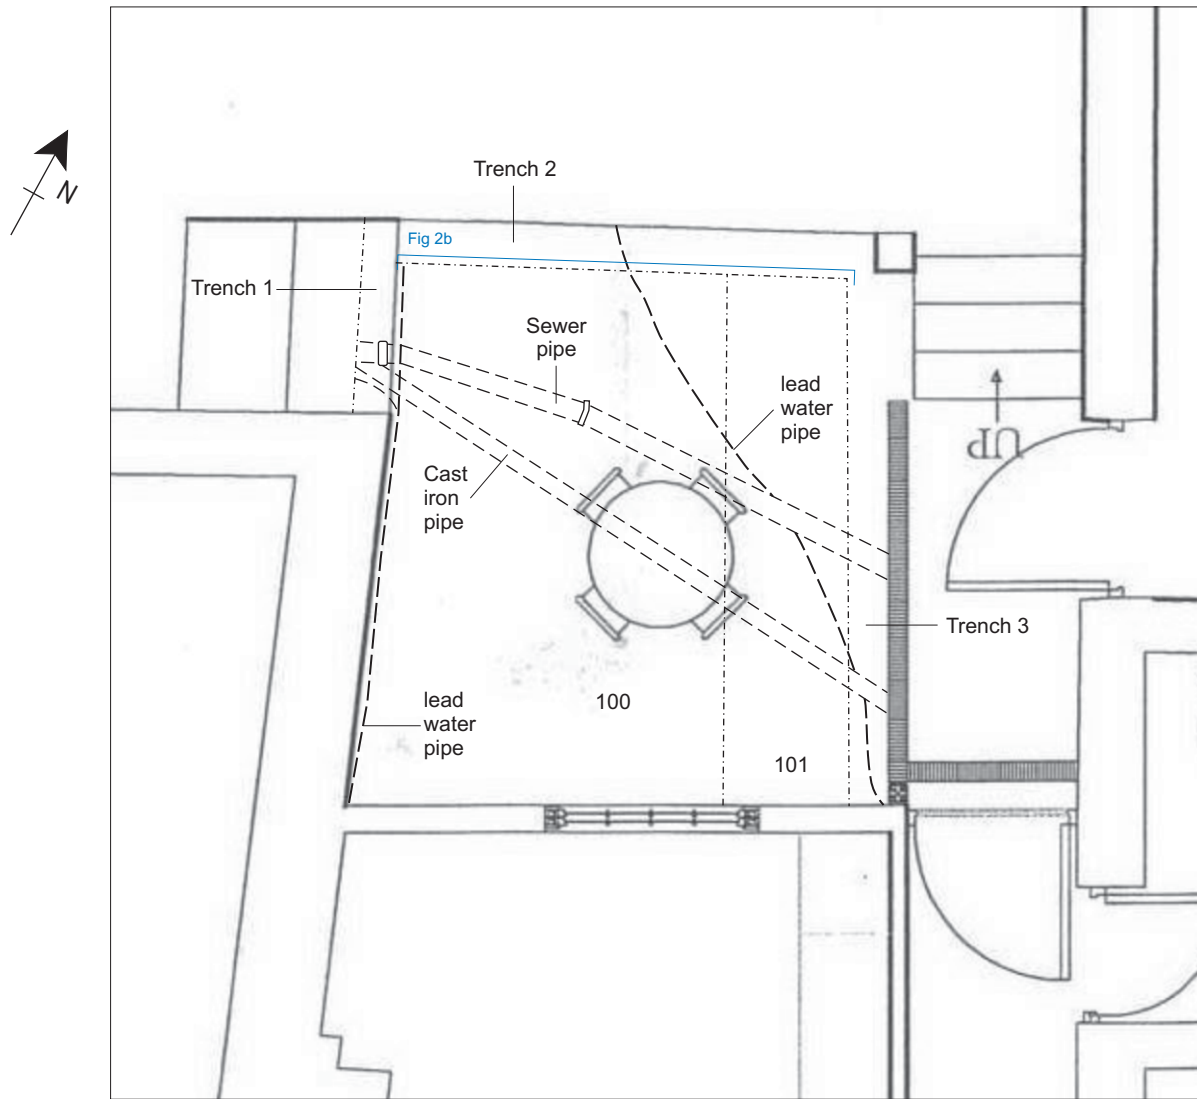 Trench 2
N
Fig 2b
Trench 1
Sewer
pipe
lead
water
pipe
UP
Cast
iron
pipe
Trench 3
lead
water
pipe
100
101